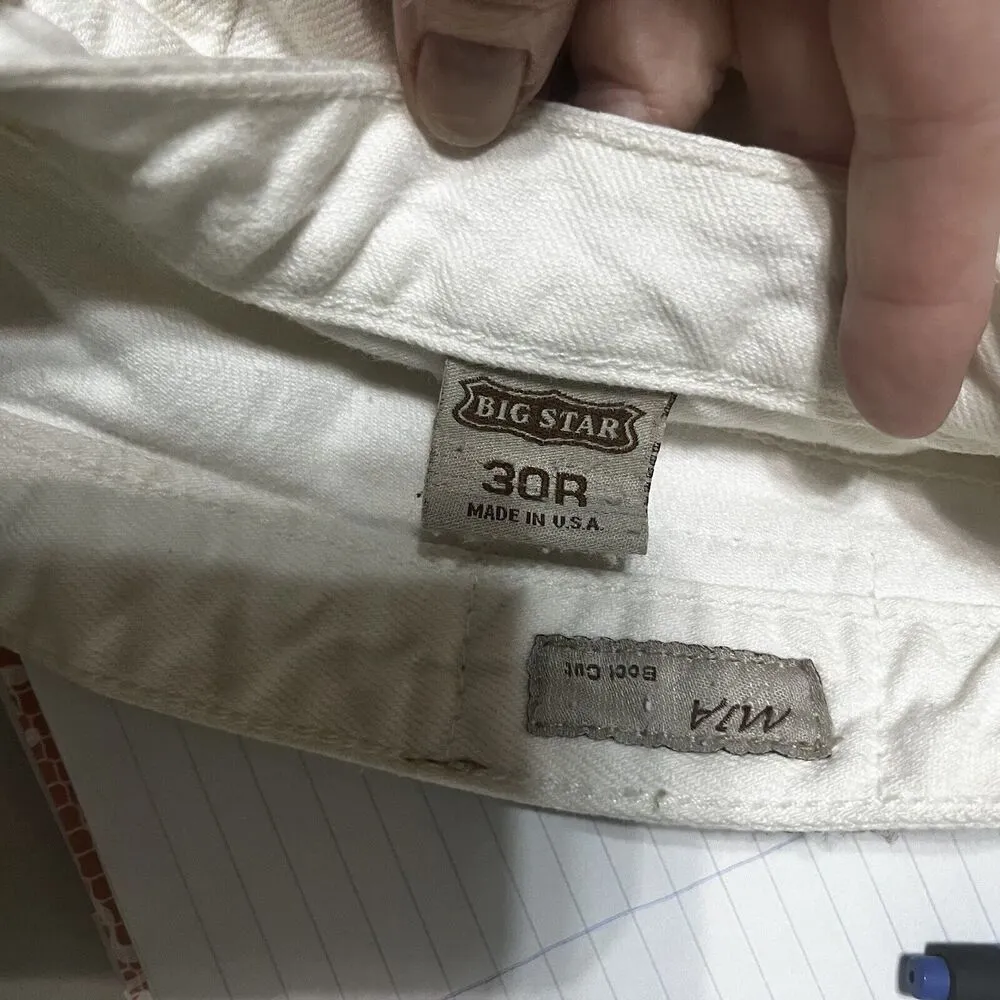 BIG STAR
30R
MADE IN U.S.A.
MIA
Boot Cut